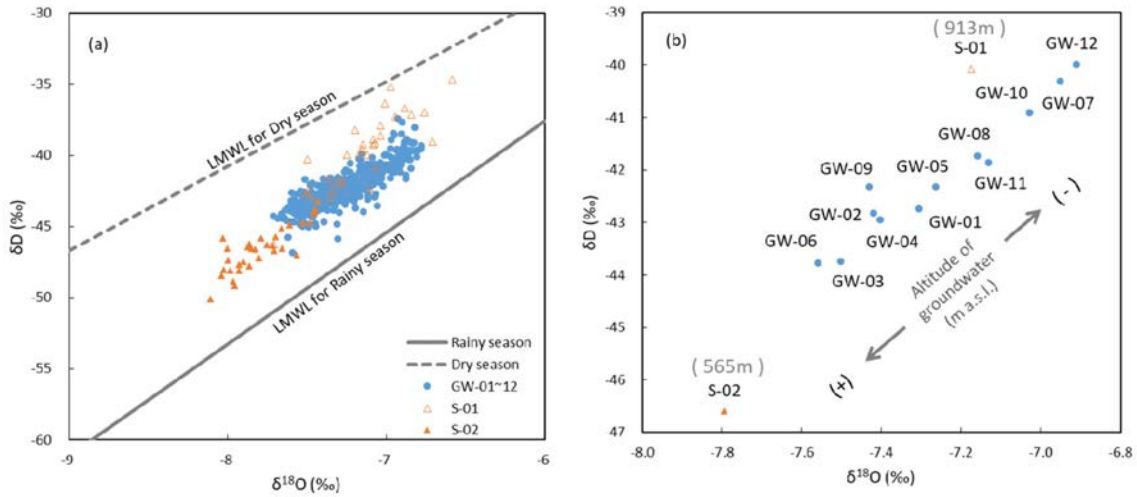 (a)
-30
-35
-40
-45
-50
-55
-60
δD (‰)
LMWL for Dry season
LMWL for Rainy season
Rainy season
Dry season
GW-01~12
S-01
S-02
-9
-8
-7
-6
δ¹⁸O (‰)
(b)
-39
-40
-41
-42
-43
-44
-45
-46
-47
δD (‰)
( 913m )
S-01
GW-12
GW-10
GW-07
GW-08
GW-09
GW-05
GW-11
GW-02
GW-01
GW-06
GW-04
GW-03
(-)
Altitude of
groundwater
(m a.s.l.)
(+)
( 565m )
S-02
-8.0
-7.8
-7.6
-7.4
-7.2
-7.0
-6.8
δ¹⁸O (‰)